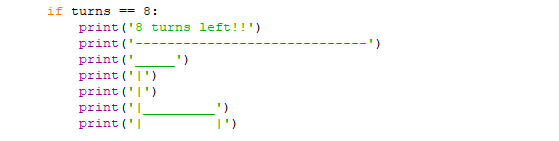 if turns == 8:
    print('8 turns left!!')
    print('-----------------------------')
    print('_____')
    print('|')
    print('|')
    print('|_________')
    print('|         |')